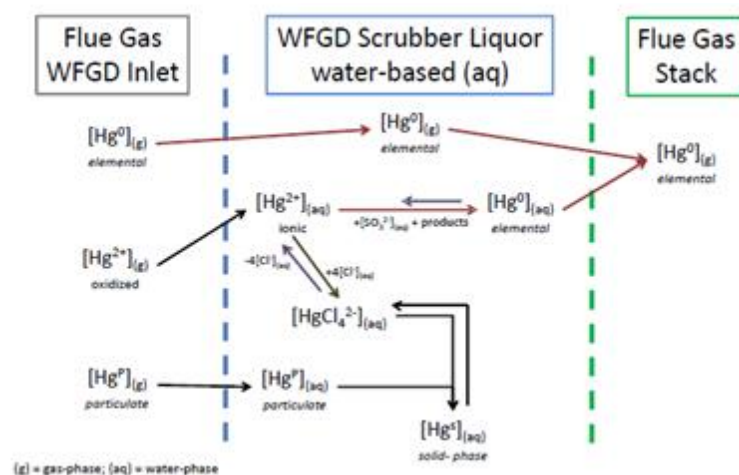 Flue Gas
WFGD Inlet
WFGD Scrubber Liquor
water-based (aq)
Flue Gas
Stack
[Hg⁰](g)
elemental
[Hg⁰](g)
elemental
[Hg⁰](g)
elemental
[Hg²⁺](aq)
ionic
+[SO₃²⁻](aq) + products
[Hg⁰](aq)
elemental
[Hg²⁺](g)
oxidized
-4[Cl⁻](aq)
+4[Cl⁻](aq)
[HgCl₄²⁻](aq)
[Hgᴾ](g)
particulate
[Hgᴾ](aq)
particulate
[Hgˢ](aq)
solid- phase
(g) = gas-phase; (aq) = water-phase